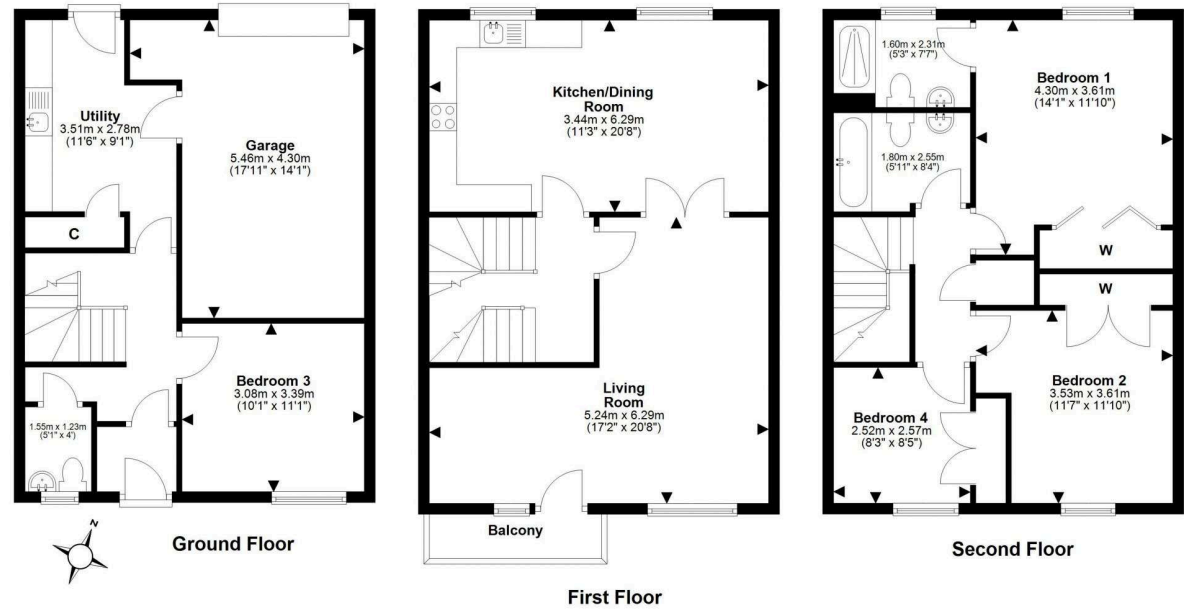 Utility
3.51m x 2.78m
(11'6" x 9'1")
Garage
5.46m x 4.30m
(17'11" x 14'1")
C
Bedroom 3
3.08m x 3.39m
(10'1" x 11'1")
1.55m x 1.23m
(5'1" x 4')
N
Ground Floor
Kitchen/Dining
Room
3.44m x 6.29m
(11'3" x 20'8")
Living
Room
5.24m x 6.29m
(17'2" x 20'8")
Balcony
First Floor
1.60m x 2.31m
(5'3" x 7'7")
Bedroom 1
4.30m x 3.61m
(14'1" x 11'10")
1.80m x 2.55m
(5'11" x 8'4")
W
W
Bedroom 2
3.53m x 3.61m
(11'7" x 11'10")
Bedroom 4
2.52m x 2.57m
(8'3" x 8'5")
Second Floor